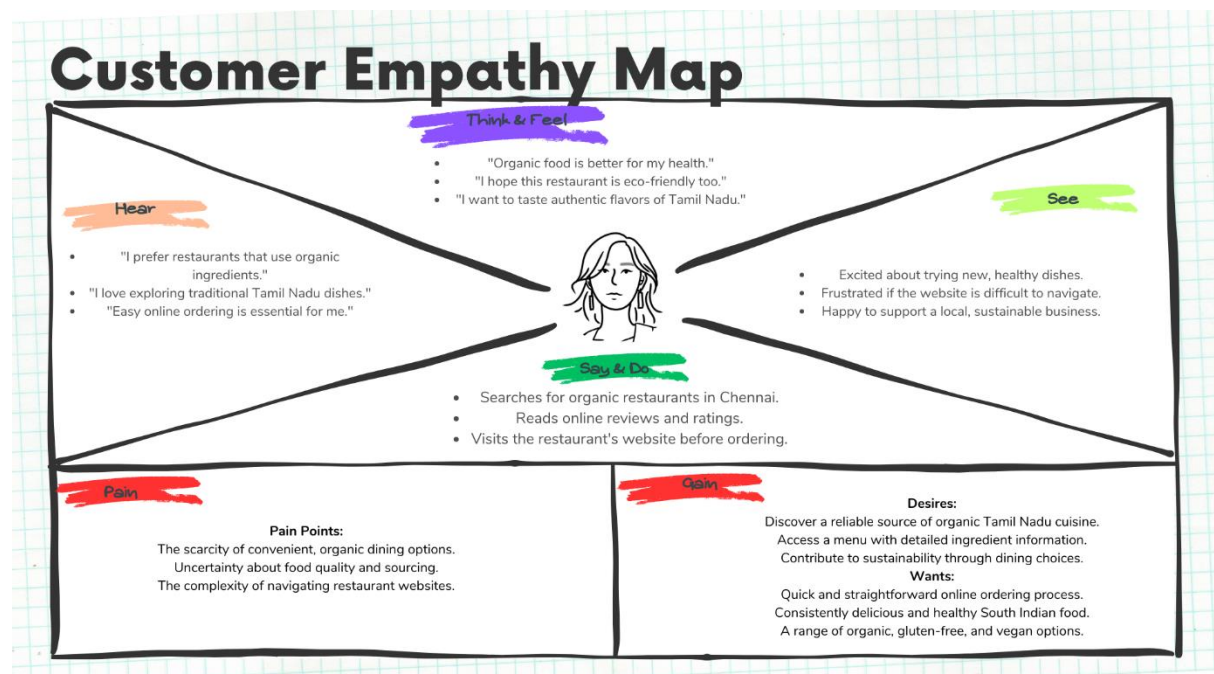 Customer Empathy Map
Think & Feel
• "Organic food is better for my health."
• "I hope this restaurant is eco-friendly too."
• "I want to taste authentic flavors of Tamil Nadu."
Hear
• "I prefer restaurants that use organic
ingredients."
• "I love exploring traditional Tamil Nadu dishes."
• "Easy online ordering is essential for me."
See
• Excited about trying new, healthy dishes.
• Frustrated if the website is difficult to navigate.
• Happy to support a local, sustainable business.
Say & Do
• Searches for organic restaurants in Chennai.
• Reads online reviews and ratings.
• Visits the restaurant's website before ordering.
Pain
Pain Points:
The scarcity of convenient, organic dining options.
Uncertainty about food quality and sourcing.
The complexity of navigating restaurant websites.
Gain
Desires:
Discover a reliable source of organic Tamil Nadu cuisine.
Access a menu with detailed ingredient information.
Contribute to sustainability through dining choices.
Wants:
Quick and straightforward online ordering process.
Consistently delicious and healthy South Indian food.
A range of organic, gluten-free, and vegan options.